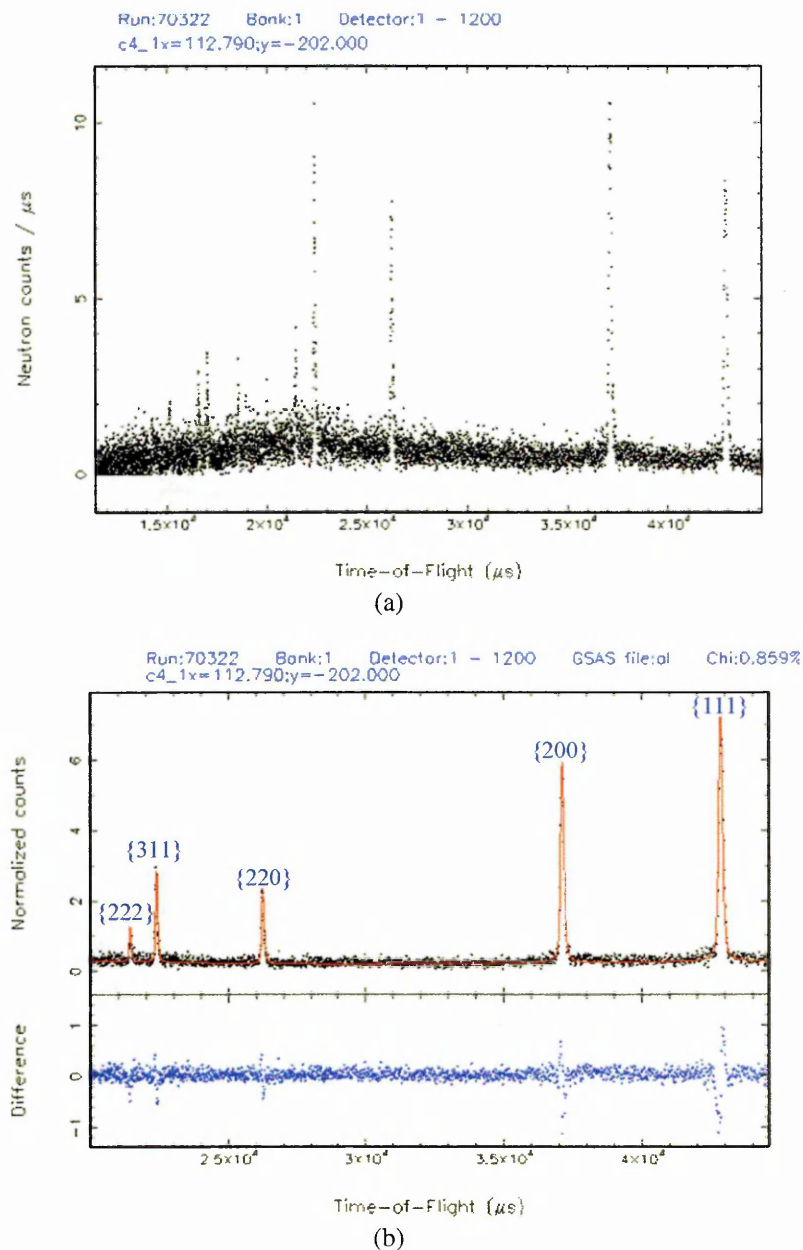 Run:70322 Bank:1 Detector:1 - 1200
c4_1x=112.790;y=-202.000
10
5
0
Neutron counts / μs
1.5×10⁴ 2×10⁴ 2.5×10⁴ 3×10⁴ 3.5×10⁴ 4×10⁴
Time-of-Flight (μs)
(a)
Run:70322 Bank:1 Detector:1 - 1200 GSAS file:al Chi:0.859%
c4_1x=112.790;y=-202.000
{111}
{200}
{311}
{220}
{222}
6
4
2
0
Normalized counts
1
0
-1
Difference
2.5×10⁴ 3×10⁴ 3.5×10⁴ 4×10⁴
Time-of-Flight (μs)
(b)